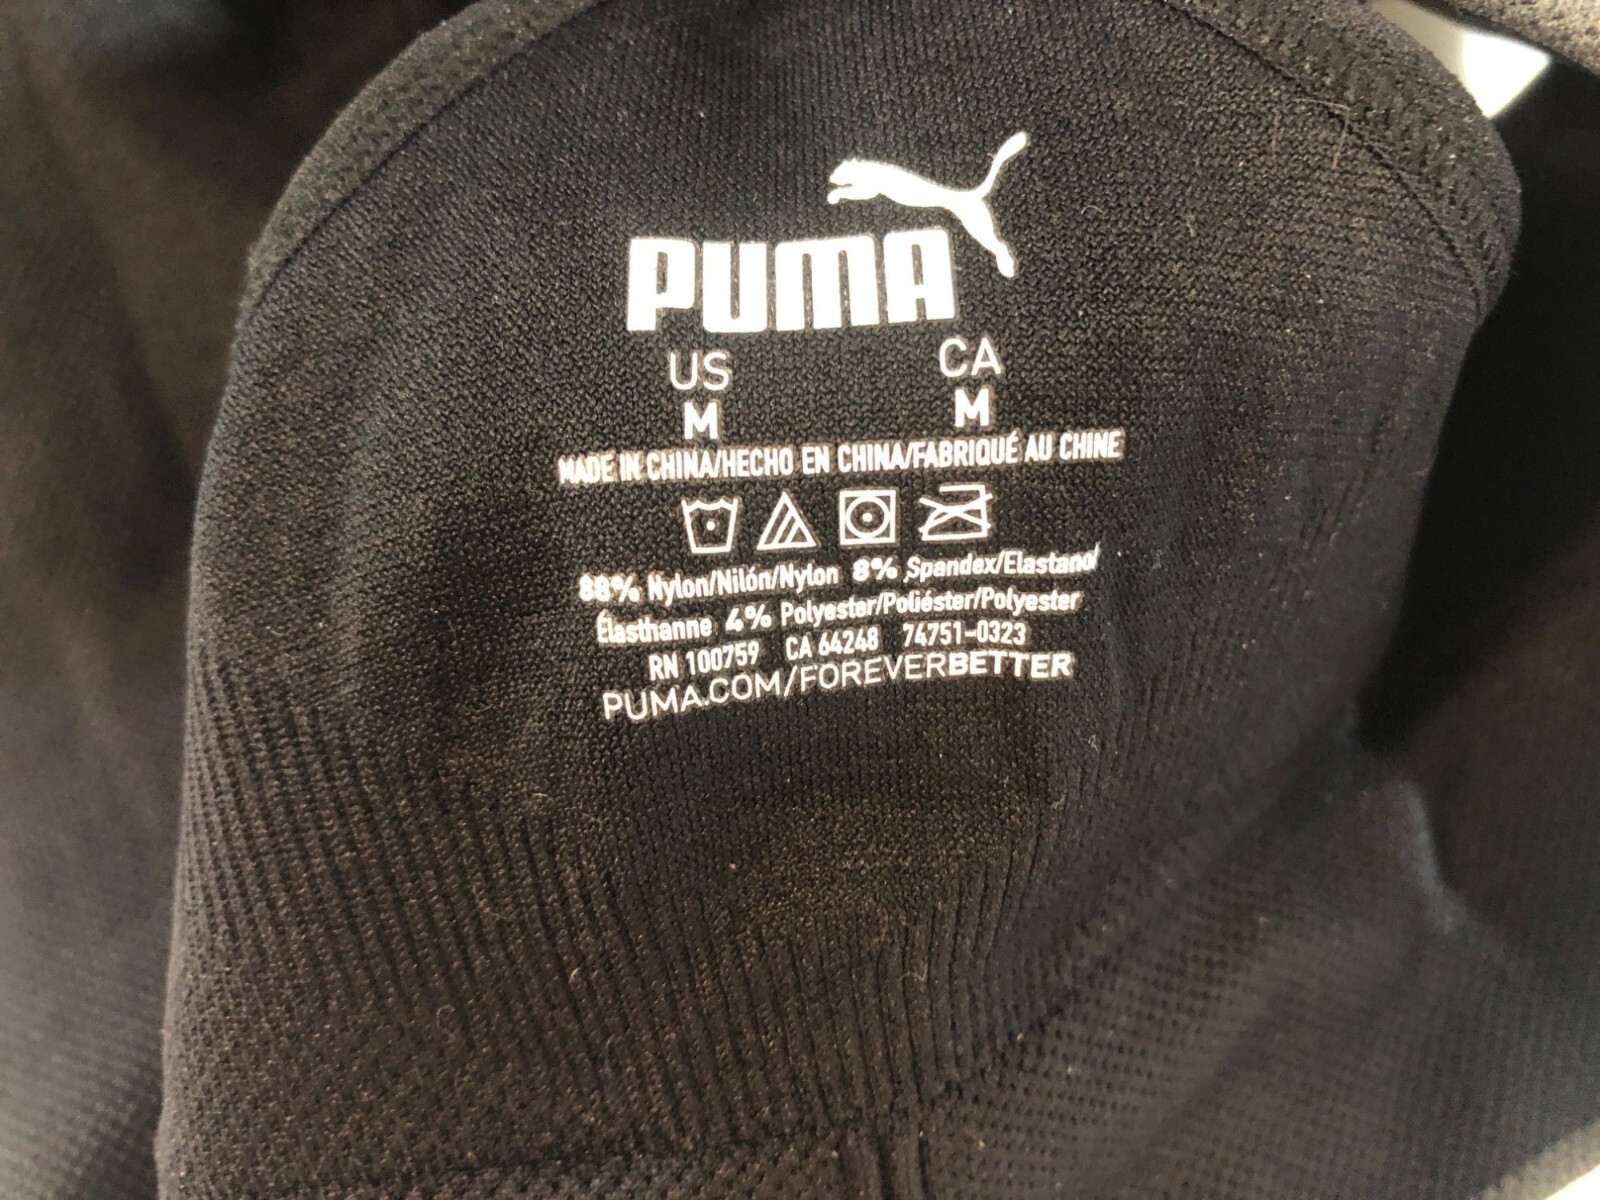 PUMA
US CA
M M
MADE IN CHINA/HECHO EN CHINA/FABRIQUÉ AU CHINE
88% Nylon/Nilón/Nylon 8% Spandex/Elastano/
Élasthanne 4% Polyester/Poliéster/Polyester
RN 100759 CA 64248 74751-0323
PUMA.COM/FOREVERBETTER